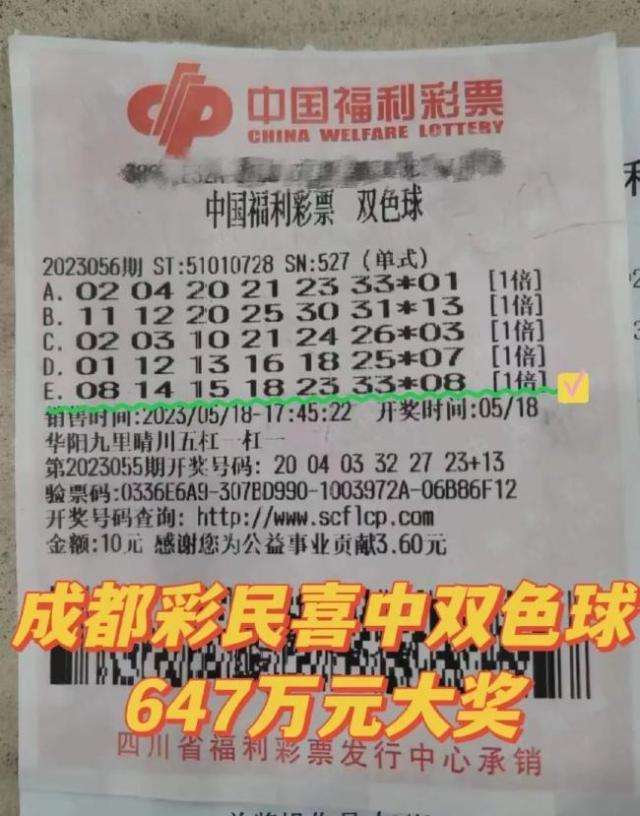 中国福利彩票
CHINA WELFARE LOTTERY
中国福利彩票 双色球
2023056期 ST:51010728 SN:527 (单式)
A. 02 04 20 21 23 33*01 [1倍]
B. 11 12 20 25 30 31*13 [1倍]
C. 02 03 10 21 24 26*03 [1倍]
D. 01 12 13 16 18 25*07 [1倍]
E. 08 14 15 18 23 33*08 [1倍]
销售时间:2023/05/18-17:45:22 开奖时间:05/18
华阳九里晴川五杠一杠一
第2023055期开奖号码: 20 04 03 32 27 23+13
验票码:0336E6A9-307BD990-1003972A-06B86F12
开奖号码查询: http://www.scflcp.com
金额:10元 感谢您为公益事业贡献3.60元
成都彩民喜中双色球
647万元大奖
四川省福利彩票发行中心承销